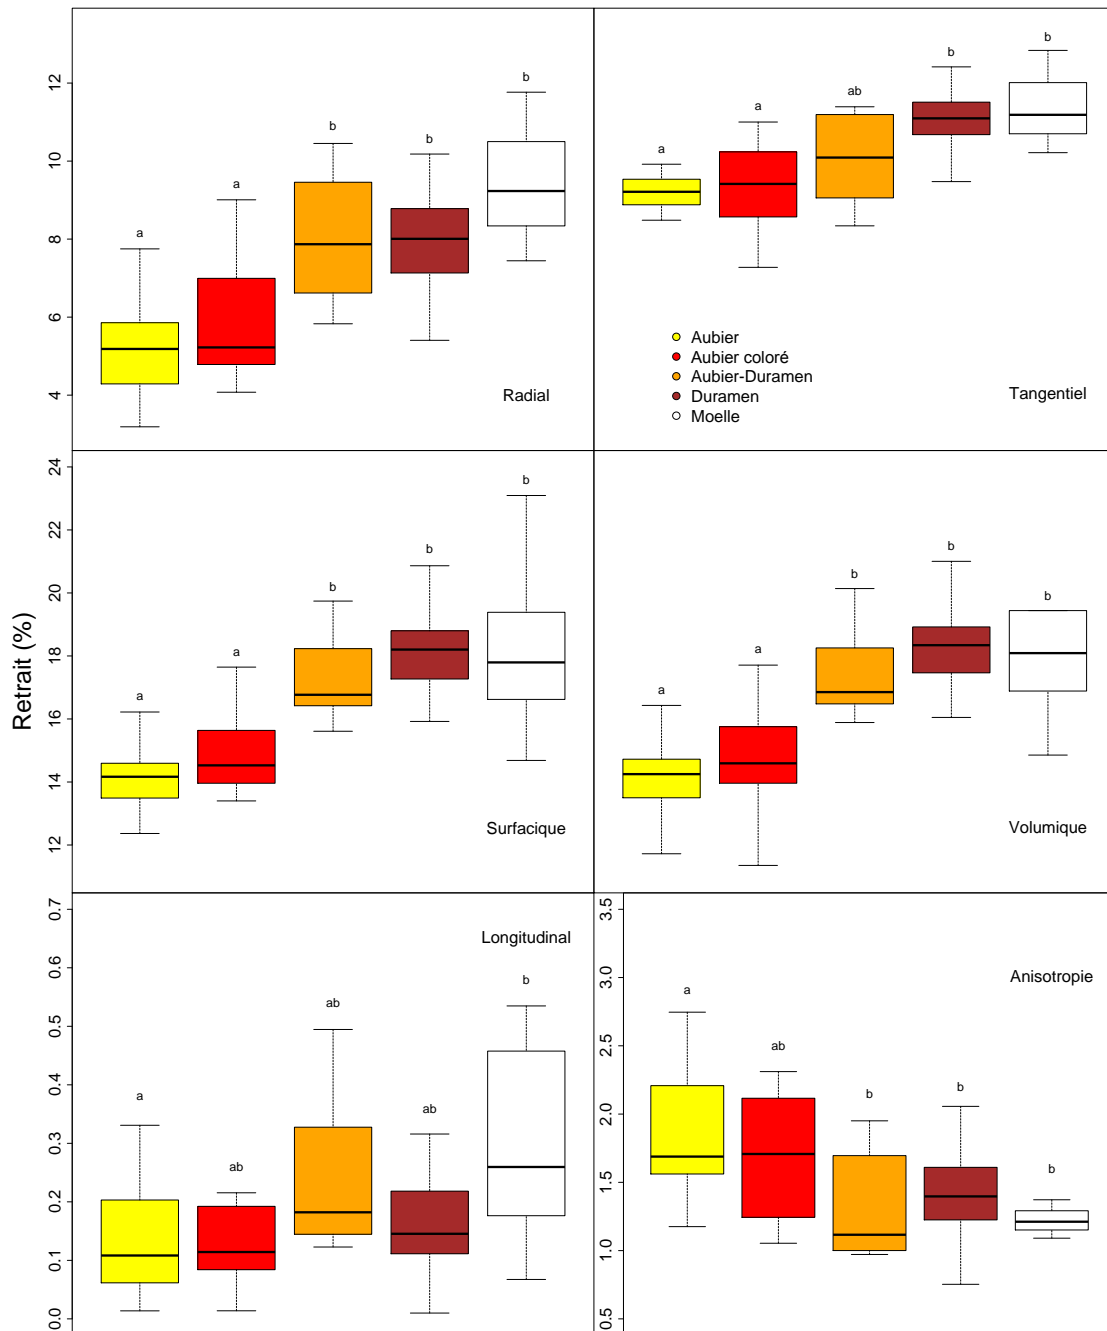 b
b
b
12
ab
b
b
a
10
a
a
a
8
Aubier
6
Aubier coloré
Aubier-Duramen
4
Duramen
Radial
Tangentiel
Moelle
24
b
22
b
b
b
b
b
20
a
a
18
a
a
16
14
12
Surfacique
Volumique
Retrait (%)
0.7
3.5
Longitudinal
0.6
Anisotropie
3.0
b
a
ab
0.5
2.5
ab
0.4
a
ab
2.0
b
b
0.3
ab
1.5
b
0.2
0.1
1.0
0.0
0.5